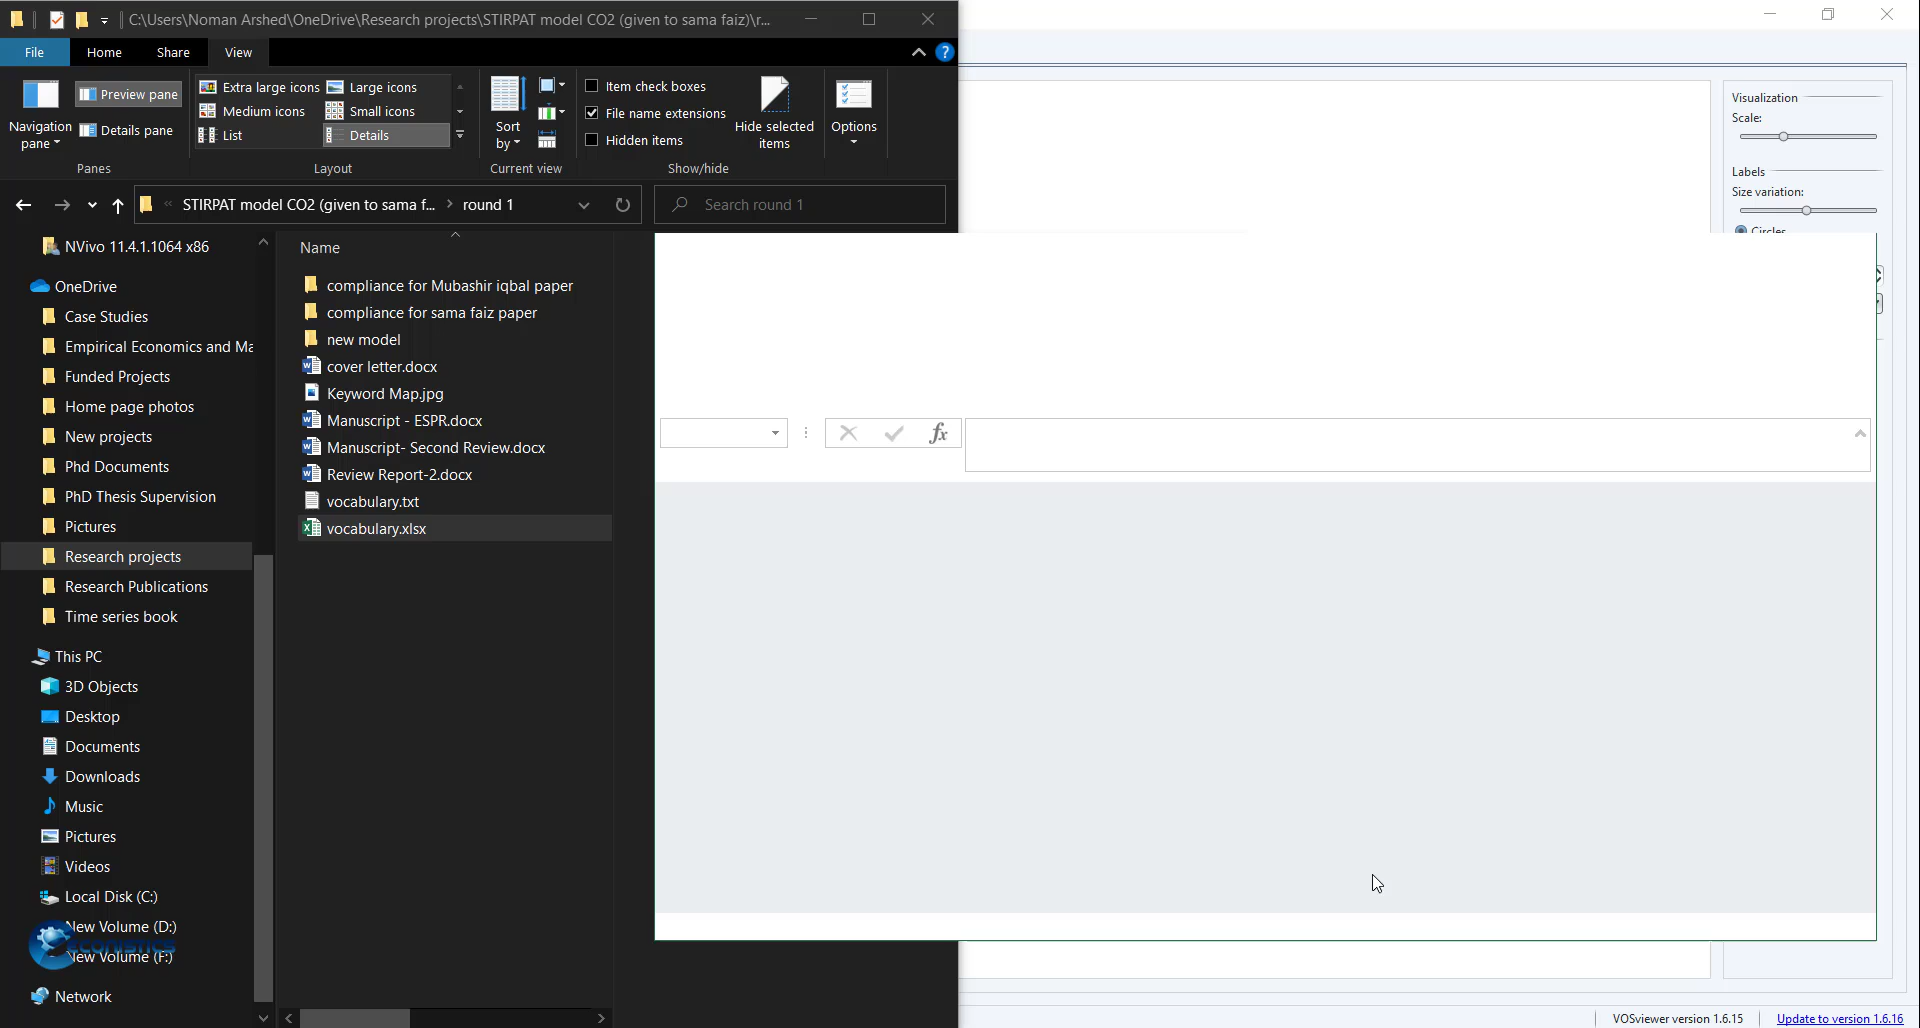 C:\Users\Noman Arshed\OneDrive\Research projects\STIRPAT model CO2 (given to sama faiz)\r...
File
Home
Share
View
?
Navigation pane
Preview pane
Details pane
Panes
Extra large icons
Large icons
Medium icons
Small icons
List
Details
Layout
Sort by
Current view
Item check boxes
File name extensions
Hidden items
Hide selected items
Show/hide
Options
« STIRPAT model CO2 (given to sama f... > round 1
Search round 1
NVivo 11.4.1.1064 x86
OneDrive
Case Studies
Empirical Economics and Ma
Funded Projects
Home page photos
New projects
Phd Documents
PhD Thesis Supervision
Pictures
Research projects
Research Publications
Time series book
This PC
3D Objects
Desktop
Documents
Downloads
Music
Pictures
Videos
Local Disk (C:)
New Volume (D:)
ECONISTICS
New Volume (F:)
Network
Name
compliance for Mubashir iqbal paper
compliance for sama faiz paper
new model
cover letter.docx
Keyword Map.jpg
Manuscript - ESPR.docx
Manuscript- Second Review.docx
Review Report-2.docx
vocabulary.txt
vocabulary.xlsx
fx
Visualization
Scale:
Labels
Size variation:
Circles
VOSviewer version 1.6.15
Update to version 1.6.16